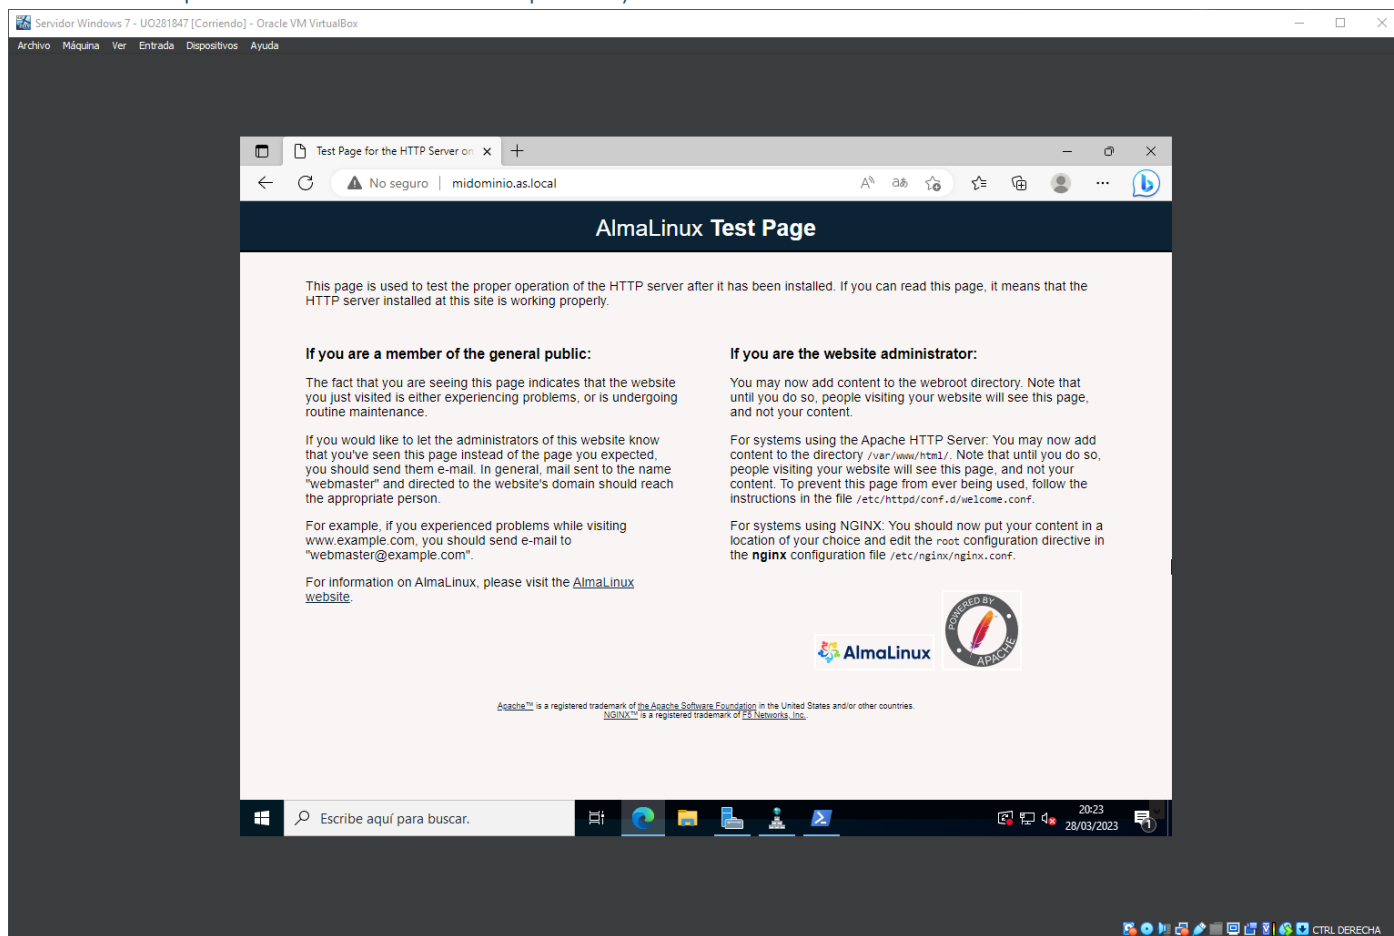 Servidor Windows 7 - UO281847 [Corriendo] - Oracle VM VirtualBox
Archivo Máquina Ver Entrada Dispositivos Ayuda
Test Page for the HTTP Server on
No seguro midominio.as.local
AlmaLinux Test Page
This page is used to test the proper operation of the HTTP server after it has been installed. If you can read this page, it means that the
HTTP server installed at this site is working properly.
If you are a member of the general public:
The fact that you are seeing this page indicates that the website
you just visited is either experiencing problems, or is undergoing
routine maintenance.
If you would like to let the administrators of this website know
that you've seen this page instead of the page you expected,
you should send them e-mail. In general, mail sent to the name
"webmaster" and directed to the website's domain should reach
the appropriate person.
For example, if you experienced problems while visiting
www.example.com, you should send e-mail to
"webmaster@example.com".
For information on AlmaLinux, please visit the AlmaLinux
website.
If you are the website administrator:
You may now add content to the webroot directory. Note that
until you do so, people visiting your website will see this page,
and not your content.
For systems using the Apache HTTP Server: You may now add
content to the directory /var/www/html/. Note that until you do so,
people visiting your website will see this page, and not your
content. To prevent this page from ever being used, follow the
instructions in the file /etc/httpd/conf.d/welcome.conf.
For systems using NGINX: You should now put your content in a
location of your choice and edit the root configuration directive in
the nginx configuration file /etc/nginx/nginx.conf.
AlmaLinux
POWERED BY
APACHE
Apache™ is a registered trademark of the Apache Software Foundation in the United States and/or other countries.
NGINX™ is a registered trademark of F5 Networks, Inc..
Escribe aquí para buscar.
20:23
28/03/2023
1
CTRL DERECHA